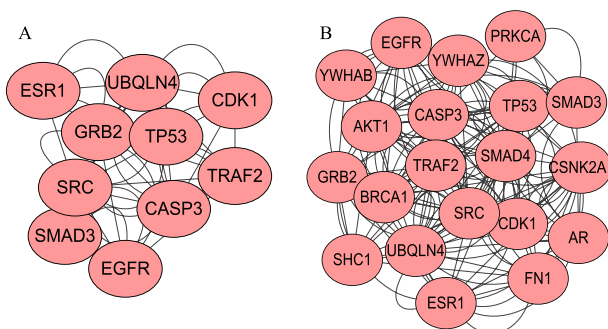 A
ESR1
UBQLN4
CDK1
GRB2
TP53
SRC
TRAF2
CASP3
SMAD3
EGFR
B
PRKCA
EGFR
YWHAZ
YWHAB
CASP3
TP53
SMAD3
AKT1
TRAF2
SMAD4
CSNK2A
GRB2
BRCA1
SRC
CDK1
AR
SHC1
UBQLN4
FN1
ESR1